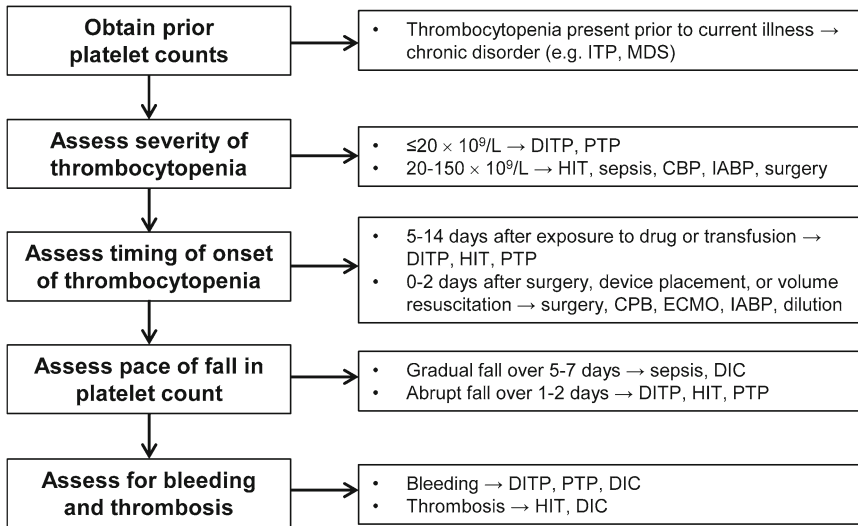 Obtain prior
platelet counts
• Thrombocytopenia present prior to current illness →
chronic disorder (e.g. ITP, MDS)
Assess severity of
thrombocytopenia
• ≤20 × 10⁹/L → DITP, PTP
• 20-150 × 10⁹/L → HIT, sepsis, CBP, IABP, surgery
Assess timing of onset
of thrombocytopenia
• 5-14 days after exposure to drug or transfusion →
DITP, HIT, PTP
• 0-2 days after surgery, device placement, or volume
resuscitation → surgery, CPB, ECMO, IABP, dilution
Assess pace of fall in
platelet count
• Gradual fall over 5-7 days → sepsis, DIC
• Abrupt fall over 1-2 days → DITP, HIT, PTP
Assess for bleeding
and thrombosis
• Bleeding → DITP, PTP, DIC
• Thrombosis → HIT, DIC